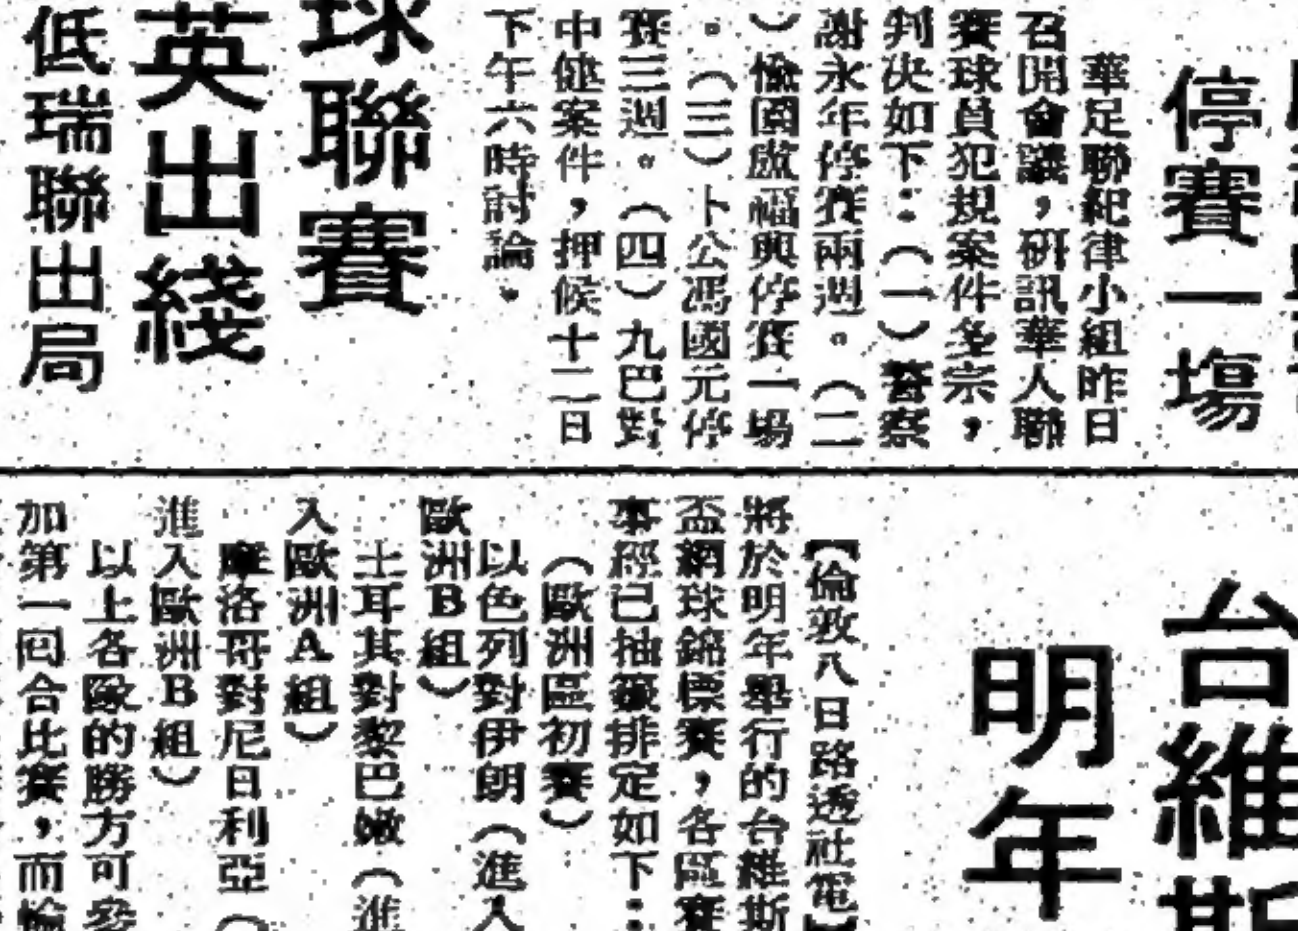 停賽一場
華足聯紀律小組昨日
召開會議，研訊華人聯
賽球員犯規案件多宗，
判决如下：（一）警察
謝永年停賽兩週。（二
）愉園盧福興停賽一場
。（三）卜公馮國元停
賽三週。（四）九巴對
中健案件，押候十二日
下午六時討論。
球聯賽
英出綫
低瑞聯出局
台維斯
明年
【倫敦八日路透社電】
將於明年舉行的台維斯
盃網球錦標賽，各區賽
事經已抽籤排定如下：
（歐洲區初賽）
以色列對伊朗（進入
歐洲B組）
土耳其對黎巴嫩（進
入歐洲A組）
摩洛哥對尼日利亞（
進入歐洲B組）
以上各隊的勝方可參
加第一回合比賽，而輸